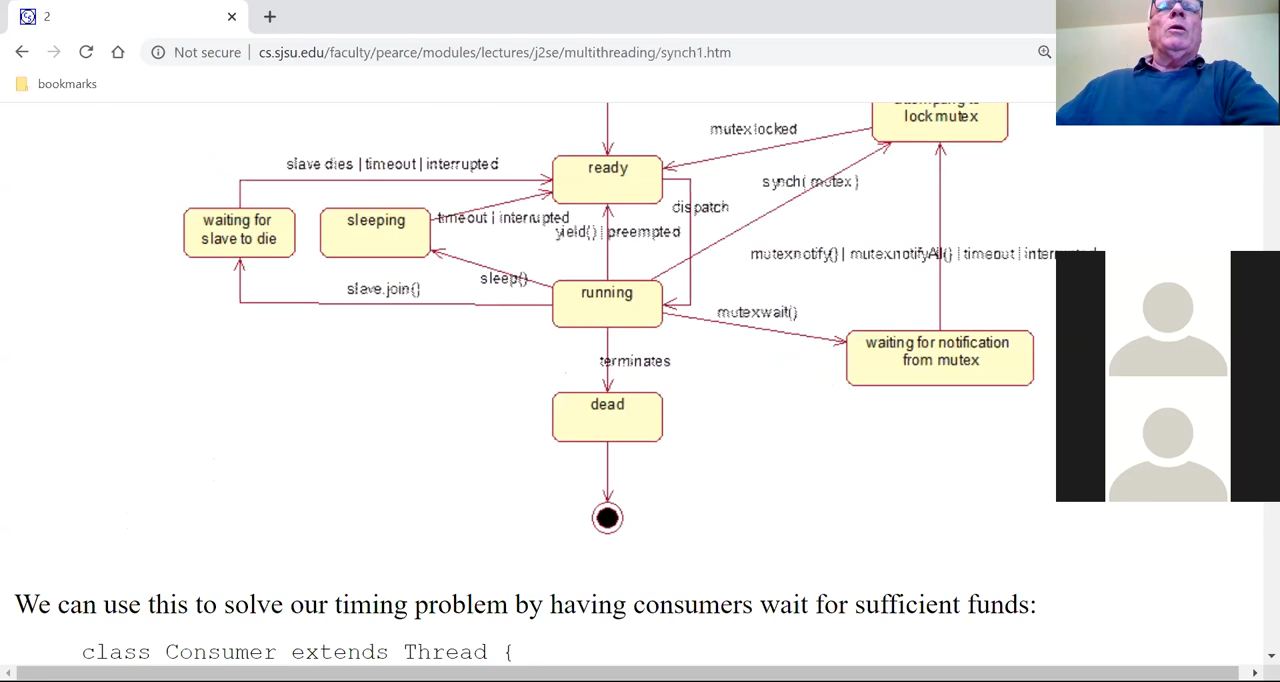 2
Not secure
cs.sjsu.edu/faculty/pearce/modules/lectures/j2se/multithreading/synch1.htm
bookmarks
lock mutex
mutex locked
slave dies | timeout | interrupted
ready
synch( mutex )
dispatch
waiting for
slave to die
sleeping
timeout | interrupted
yield() | preempted
mutex.notify() | mutex.notifyAll() | timeout |
sleep()
slave.join()
running
mutex.wait()
waiting for notification
from mutex
terminates
dead
We can use this to solve our timing problem by having consumers wait for sufficient funds:
class Consumer extends Thread {